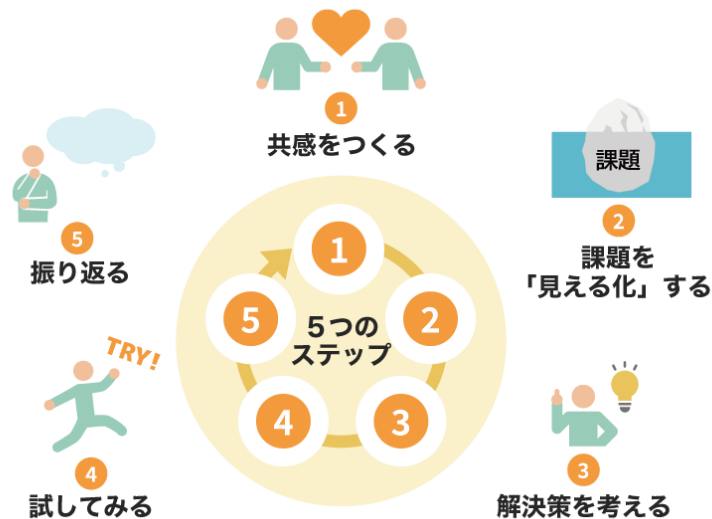 1
共感をつくる
課題
2
課題を
「見える化」する
3
解決策を考える
TRY!
4
試してみる
5
振り返る
5つの
ステップ
1
2
3
4
5